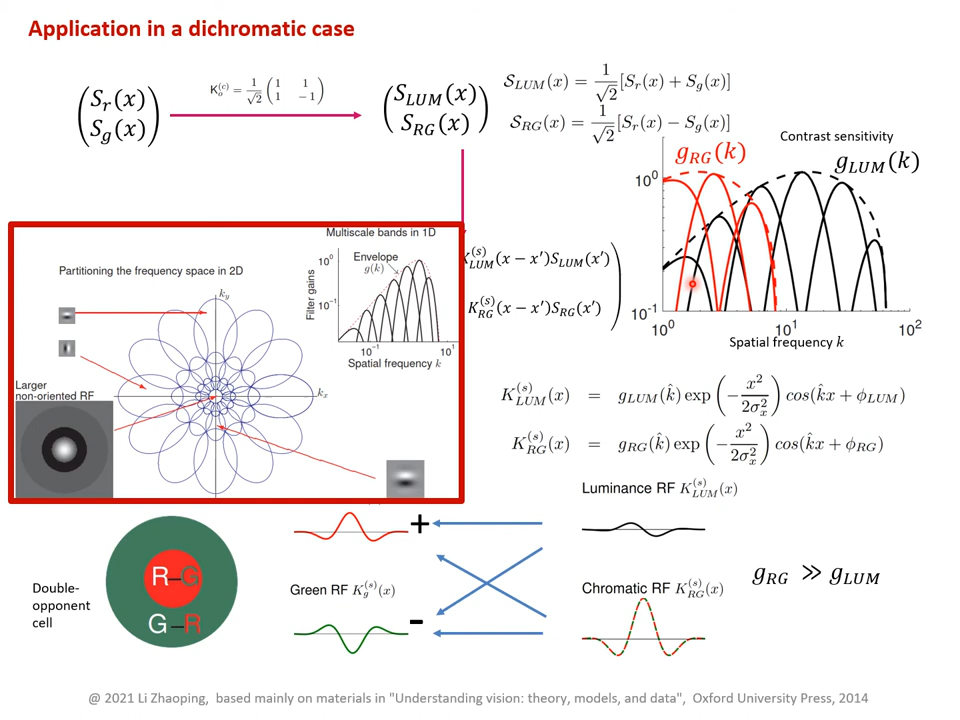 Application in a dichromatic case
(S_r(x) S_g(x))
K_o^(c) = 1/√2 (1 1 1 −1)
(S_LUM(x) S_RG(x))
S_LUM(x) = 1/√2 [S_r(x) + S_g(x)]
S_RG(x) = 1/√2 [S_r(x) − S_g(x)]
Contrast sensitivity
g_RG(k)
g_LUM(k)
10^0
10^-1
10^0 10^1 10^2
Spatial frequency k
Multiscale bands in 1D
Envelope
g(k)
Filter gains
10^0
10^-1
10^-1 10^1
Spatial frequency k
Partitioning the frequency space in 2D
k_y
k_x
Larger
non-oriented RF
K_LUM^(s)(x − x′)S_LUM(x′)
K_RG^(s)(x − x′)S_RG(x′)
K_LUM^(s)(x) = g_LUM(k̂) exp(−x²/2σ_x²) cos(k̂x + ϕ_LUM)
K_RG^(s)(x) = g_RG(k̂) exp(−x²/2σ_x²) cos(k̂x + ϕ_RG)
Luminance RF K_LUM^(s)(x)
+
Double-
opponent
cell
R–G
G–R
Green RF K_g^(s)(x)
−
Chromatic RF K_RG^(s)(x)
g_RG ≫ g_LUM
@ 2021 Li Zhaoping, based mainly on materials in "Understanding vision: theory, models, and data", Oxford University Press, 2014